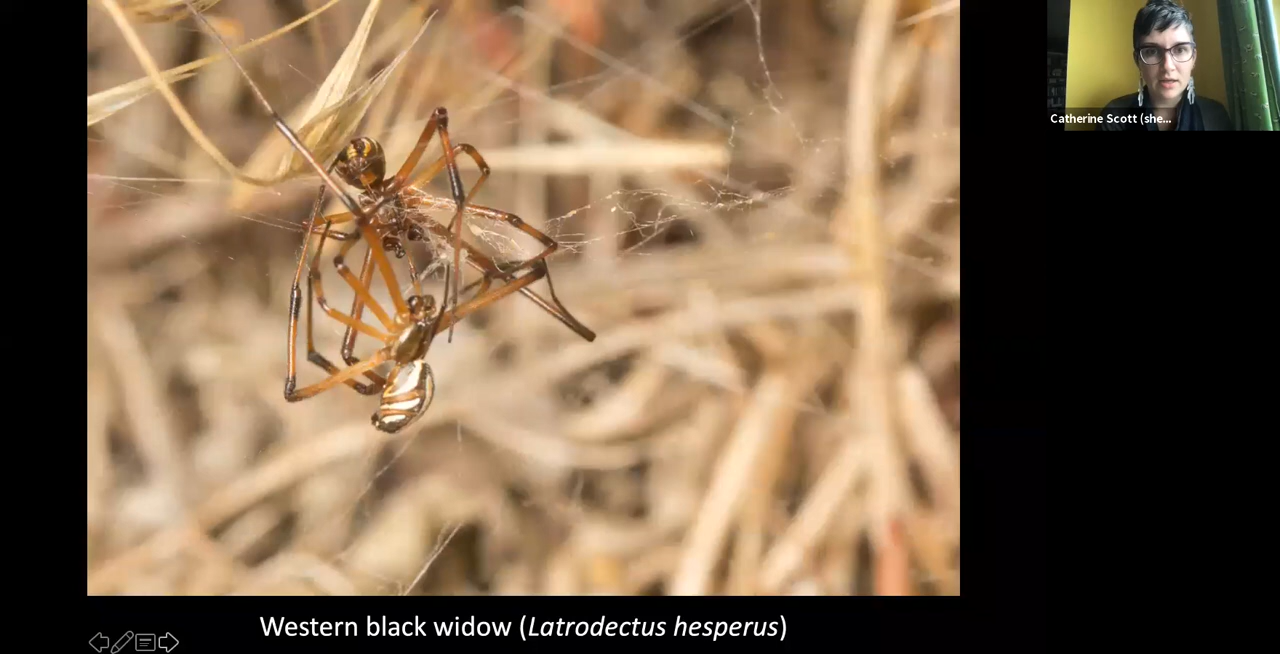 Catherine Scott (she...
Western black widow (Latrodectus hesperus)